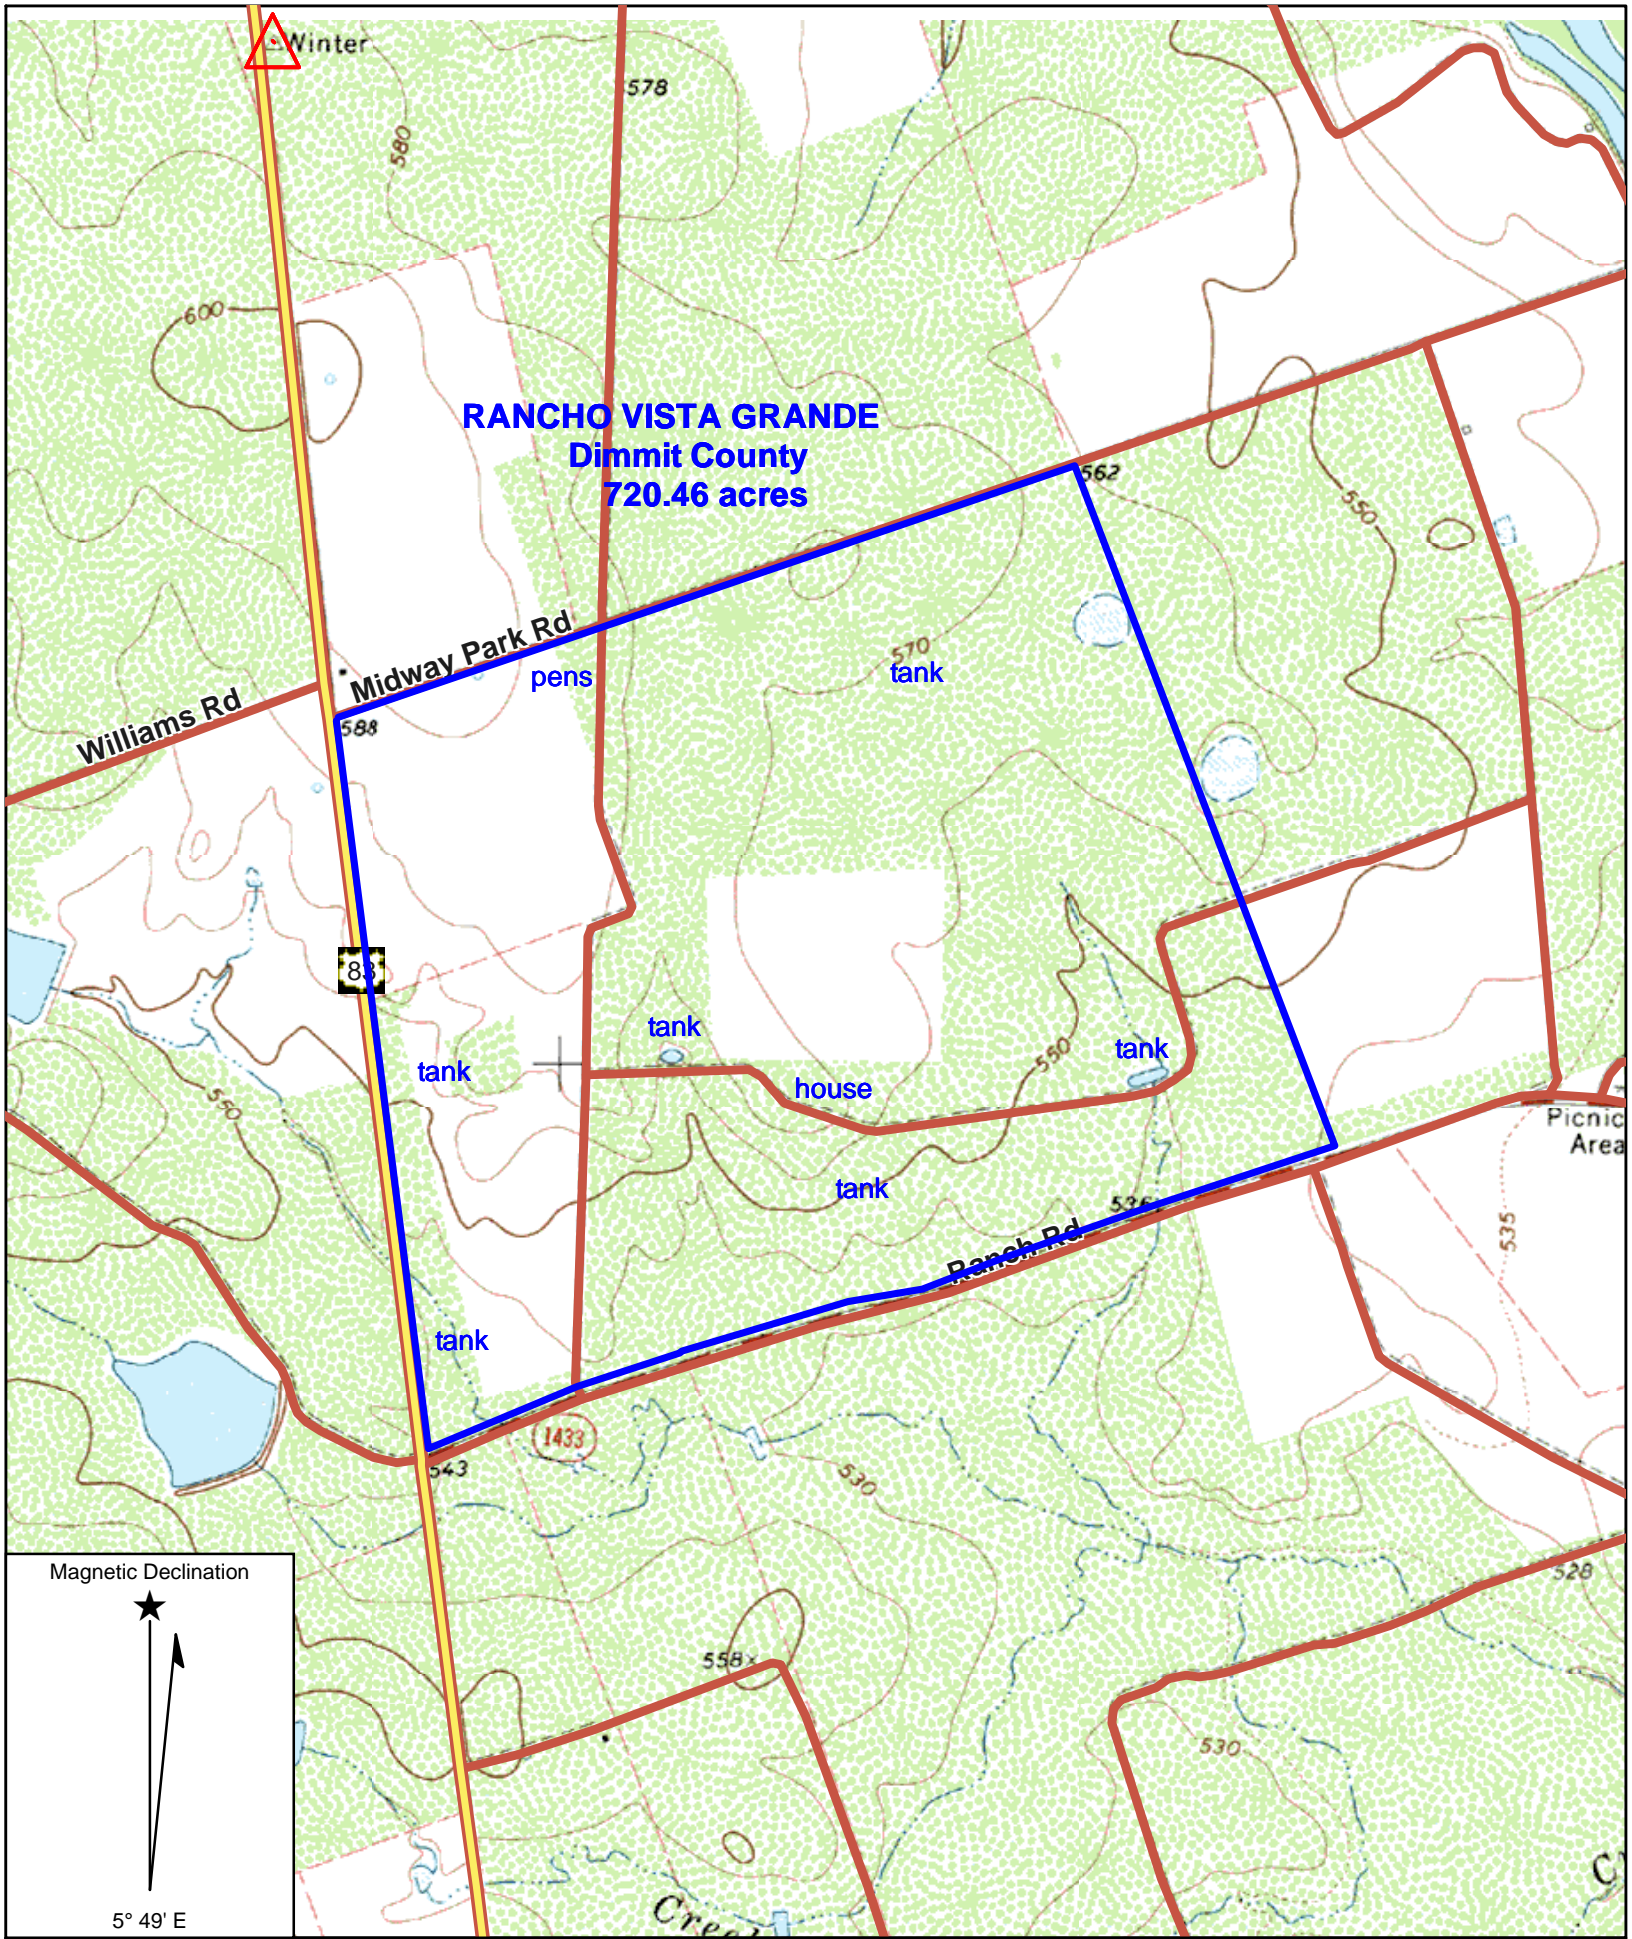 Winter
578
580
600
RANCHO VISTA GRANDE
Dimmit County
720.46 acres
562
550
Midway Park Rd
570
pens
tank
Williams Rd
588
83
tank
tank
tank
550
house
550
Picnic
Area
tank
536
535
Ranch Rd
tank
1433
543
530
Magnetic Declination
528
558
530
5° 49' E